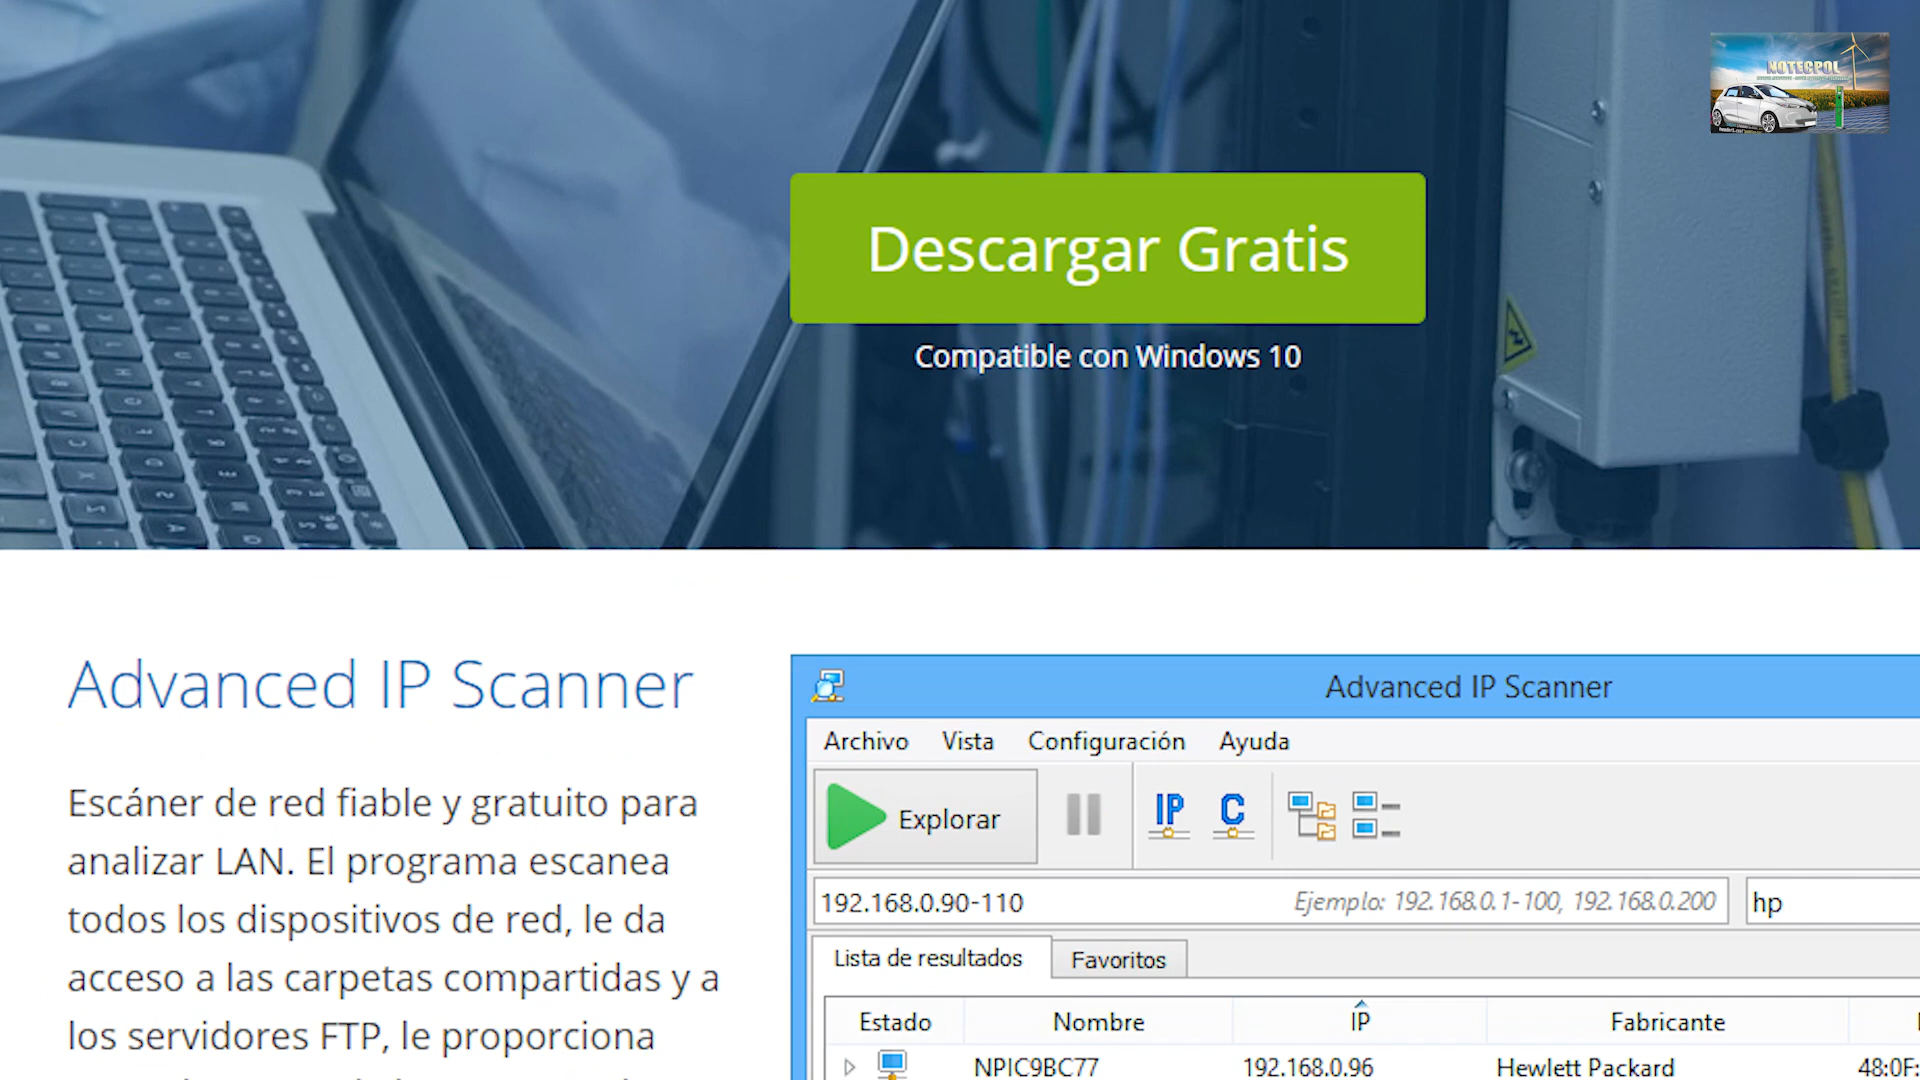 NOTECPOL
Descargar Gratis
Compatible con Windows 10
Advanced IP Scanner
Escáner de red fiable y gratuito para
analizar LAN. El programa escanea
todos los dispositivos de red, le da
acceso a las carpetas compartidas y a
los servidores FTP, le proporciona
Advanced IP Scanner
Archivo Vista Configuración Ayuda
Explorar IP C
192.168.0.90-110 Ejemplo: 192.168.0.1-100, 192.168.0.200 hp
Lista de resultados Favoritos
Estado Nombre IP Fabricante
NPIC9BC77 192.168.0.96 Hewlett Packard 48:0F: